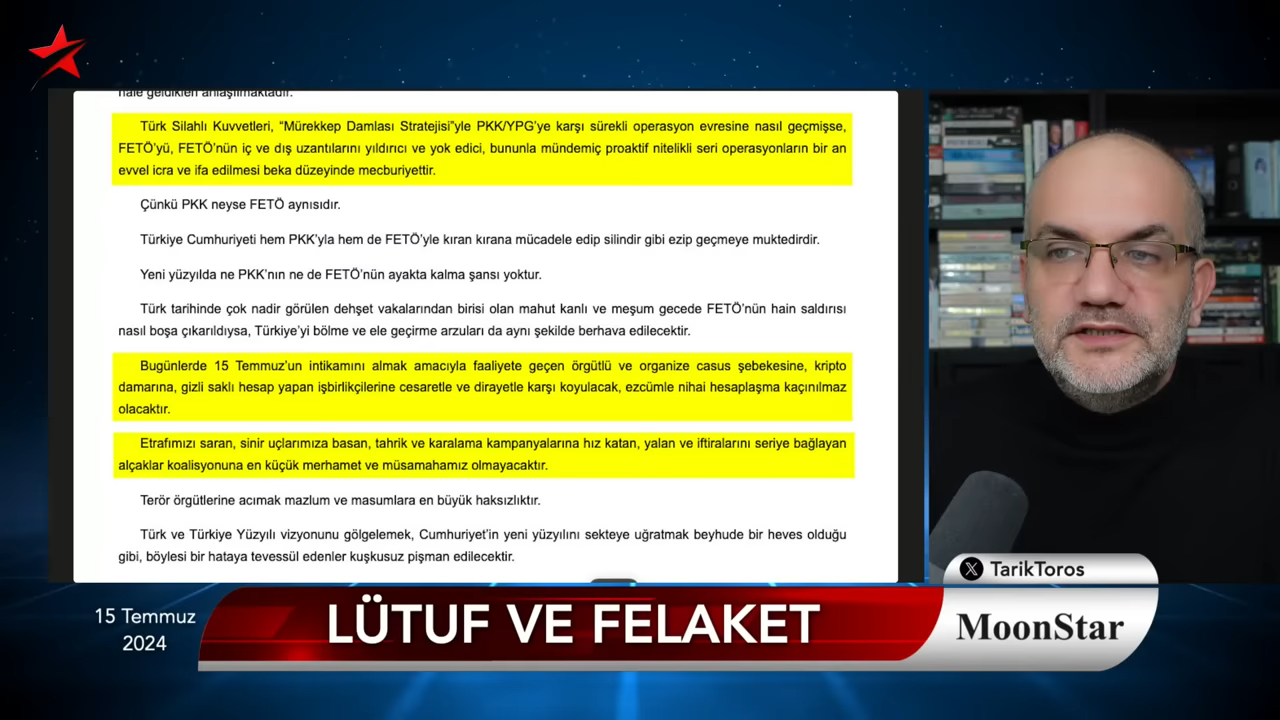 hale geldikleri anlaşılmaktadır.
Türk Silahlı Kuvvetleri, “Mürekkep Damlası Stratejisi”yle PKK/YPG’ye karşı sürekli operasyon evresine nasıl geçmişse,
FETÖ’yü, FETÖ’nün iç ve dış uzantılarını yıldırıcı ve yok edici, bununla mündemiç proaktif nitelikli seri operasyonların bir an
evvel icra ve ifa edilmesi beka düzeyinde mecburiyettir.
Çünkü PKK neyse FETÖ aynısıdır.
Türkiye Cumhuriyeti hem PKK’yla hem de FETÖ’yle kıran kırana mücadele edip silindir gibi ezip geçmeye muktedirdir.
Yeni yüzyılda ne PKK’nın ne de FETÖ’nün ayakta kalma şansı yoktur.
Türk tarihinde çok nadir görülen dehşet vakalarından birisi olan mahut kanlı ve meşum gecede FETÖ’nün hain saldırısı
nasıl boşa çıkarıldıysa, Türkiye’yi bölme ve ele geçirme arzuları da aynı şekilde berhava edilecektir.
Bugünlerde 15 Temmuz’un intikamını almak amacıyla faaliyete geçen örgütlü ve organize casus şebekesine, kripto
damarına, gizli saklı hesap yapan işbirlikçilerine cesaretle ve dirayetle karşı koyulacak, ezcümle nihai hesaplaşma kaçınılmaz
olacaktır.
Etrafımızı saran, sinir uçlarımıza basan, tahrik ve karalama kampanyalarına hız katan, yalan ve iftiralarını seriye bağlayan
alçaklar koalisyonuna en küçük merhamet ve müsamahamız olmayacaktır.
Terör örgütlerine acımak mazlum ve masumlara en büyük haksızlıktır.
Türk ve Türkiye Yüzyılı vizyonunu gölgelemek, Cumhuriyet’in yeni yüzyılını sekteye uğratmak beyhude bir heves olduğu
gibi, böylesi bir hataya tevessül edenler kuşkusuz pişman edilecektir.
TarikToros
15 Temmuz
2024
LÜTUF VE FELAKET
MoonStar